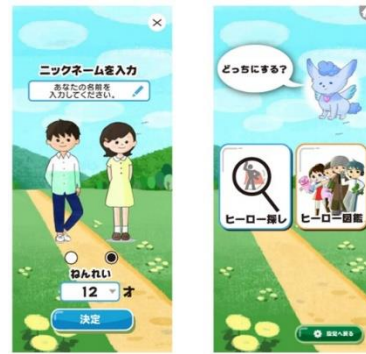 ニックネームを入力
あなたの名前を
入力してください。
ねんれい
12 才
決定
どっちにする?
ヒーロー探し
ヒーロー図鑑
設定へ戻る